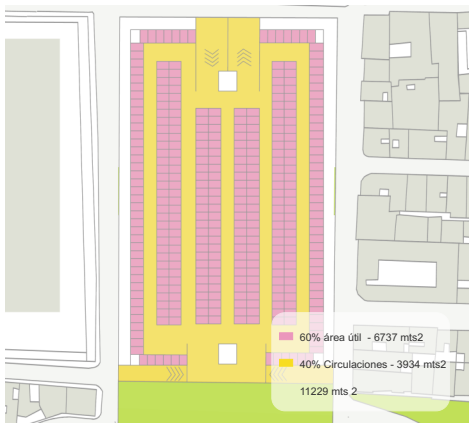 60% área útil - 6737 mts2
40% Circulaciones - 3934 mts2
11229 mts 2